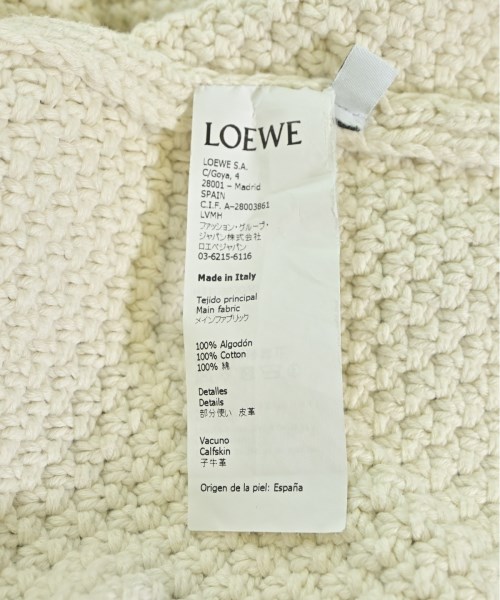 LOEWE
LOEWE S.A.
C/Goya, 4
28001 – Madrid
SPAIN
C.I.F. A-28003861
LVMH
ファッション・グループ・
ジャパン株式会社
ロエベジャパン
03-6215-6116
Made in Italy
Tejido principal
Main fabric
メインファブリック
100% Algodón
100% Cotton
100% 綿
Detalles
Details
部分使い 皮革
Vacuno
Calfskin
子牛革
Origen de la piel: España